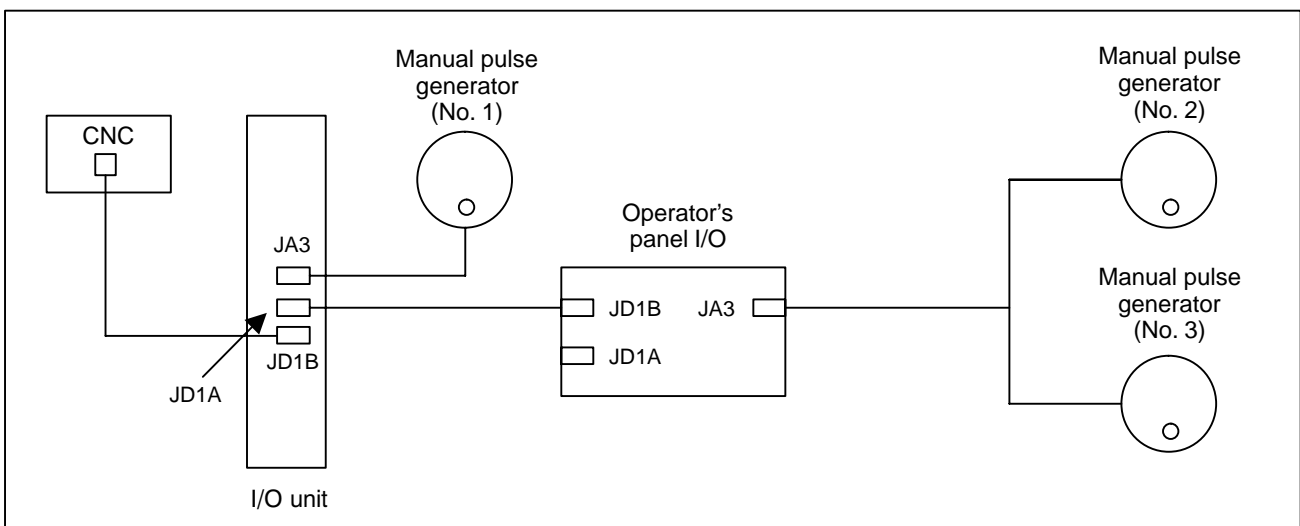 Manual pulse
generator
(No. 1)
Manual pulse
generator
(No. 2)
CNC
Operator’s
panel I/O
JA3
Manual pulse
generator
(No. 3)
JD1B
JA3
JD1A
JD1B
JD1A
I/O unit